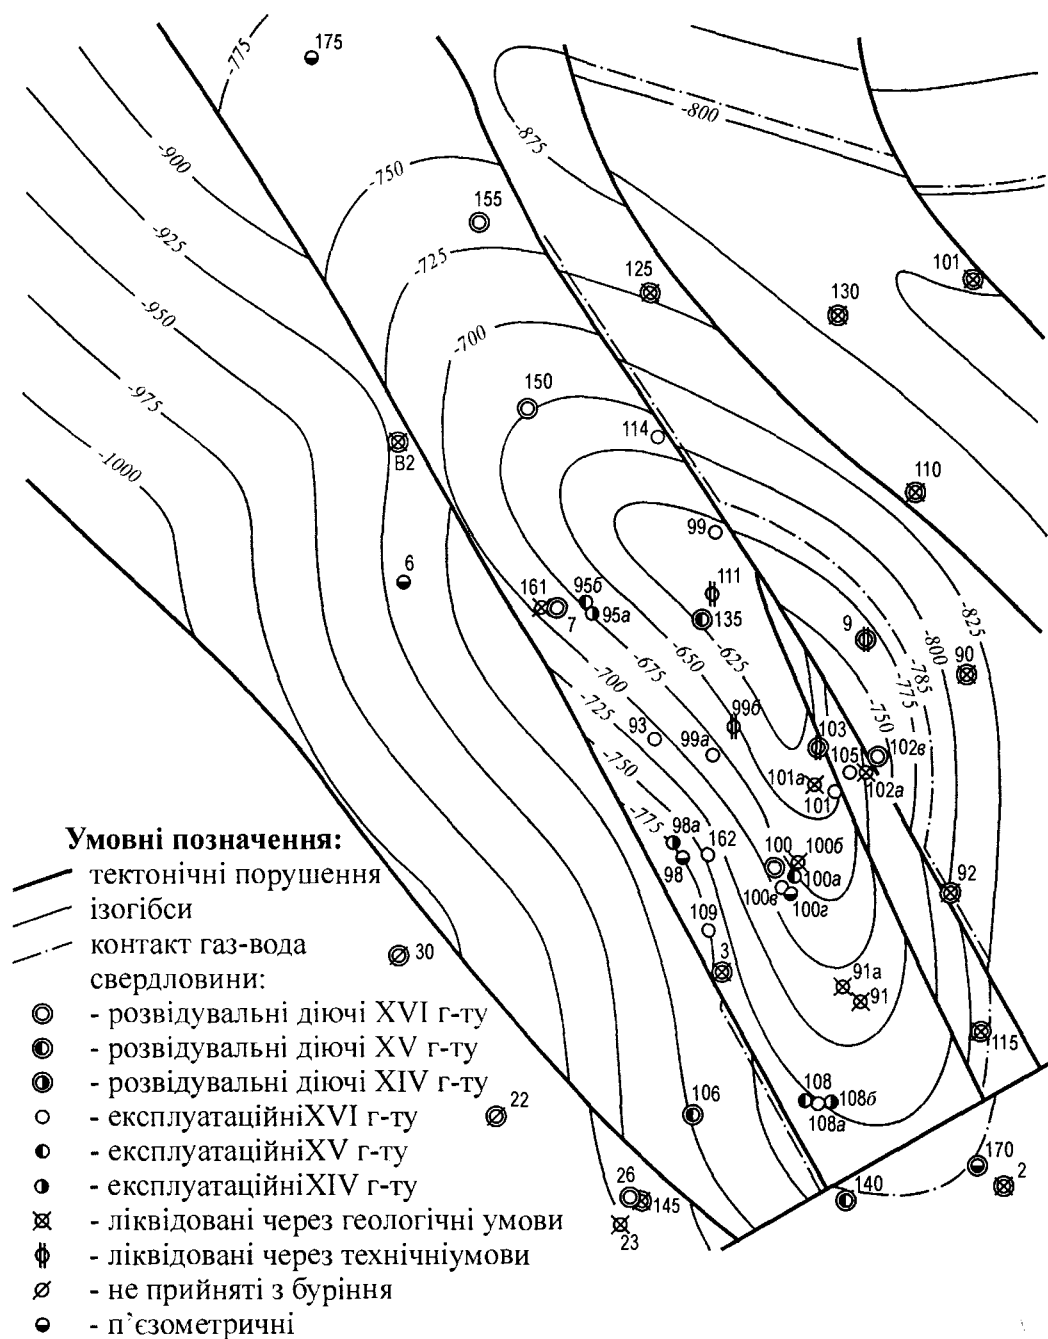 175
-775
-800
-875
-900
-750
155
-925
-725
125
101
130
-950
-700
150
114
-975
B2
110
-1000
99
6
111
161
95б
95а
7
135
9
-825
-800
-785
90
-775
-625
-650
-675
-700
-725
-750
99б
-750
93
99а
103
105
102в
102а
101а
101
-775
98а
98
162
100
100б
100а
100в
100г
92
109
3
91а
91
115
108
108б
108а
106
22
30
170
2
140
26
145
23
Умовні позначення:
тектонічні порушення
ізогібси
контакт газ-вода
свердловини:
- розвідувальні діючі XVI г-ту
- розвідувальні діючі XV г-ту
- розвідувальні діючі XIV г-ту
- експлуатаційніXVI г-ту
- експлуатаційніXV г-ту
- експлуатаційніXIV г-ту
- ліквідовані через геологічні умови
- ліквідовані через технічніумови
- не прийняті з буріння
- п’єзометричні